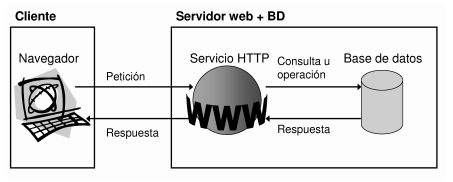 Cliente
Servidor web + BD
Navegador
Petición
Respuesta
Servicio HTTP
WWW
Consulta u
operación
Respuesta
Base de datos